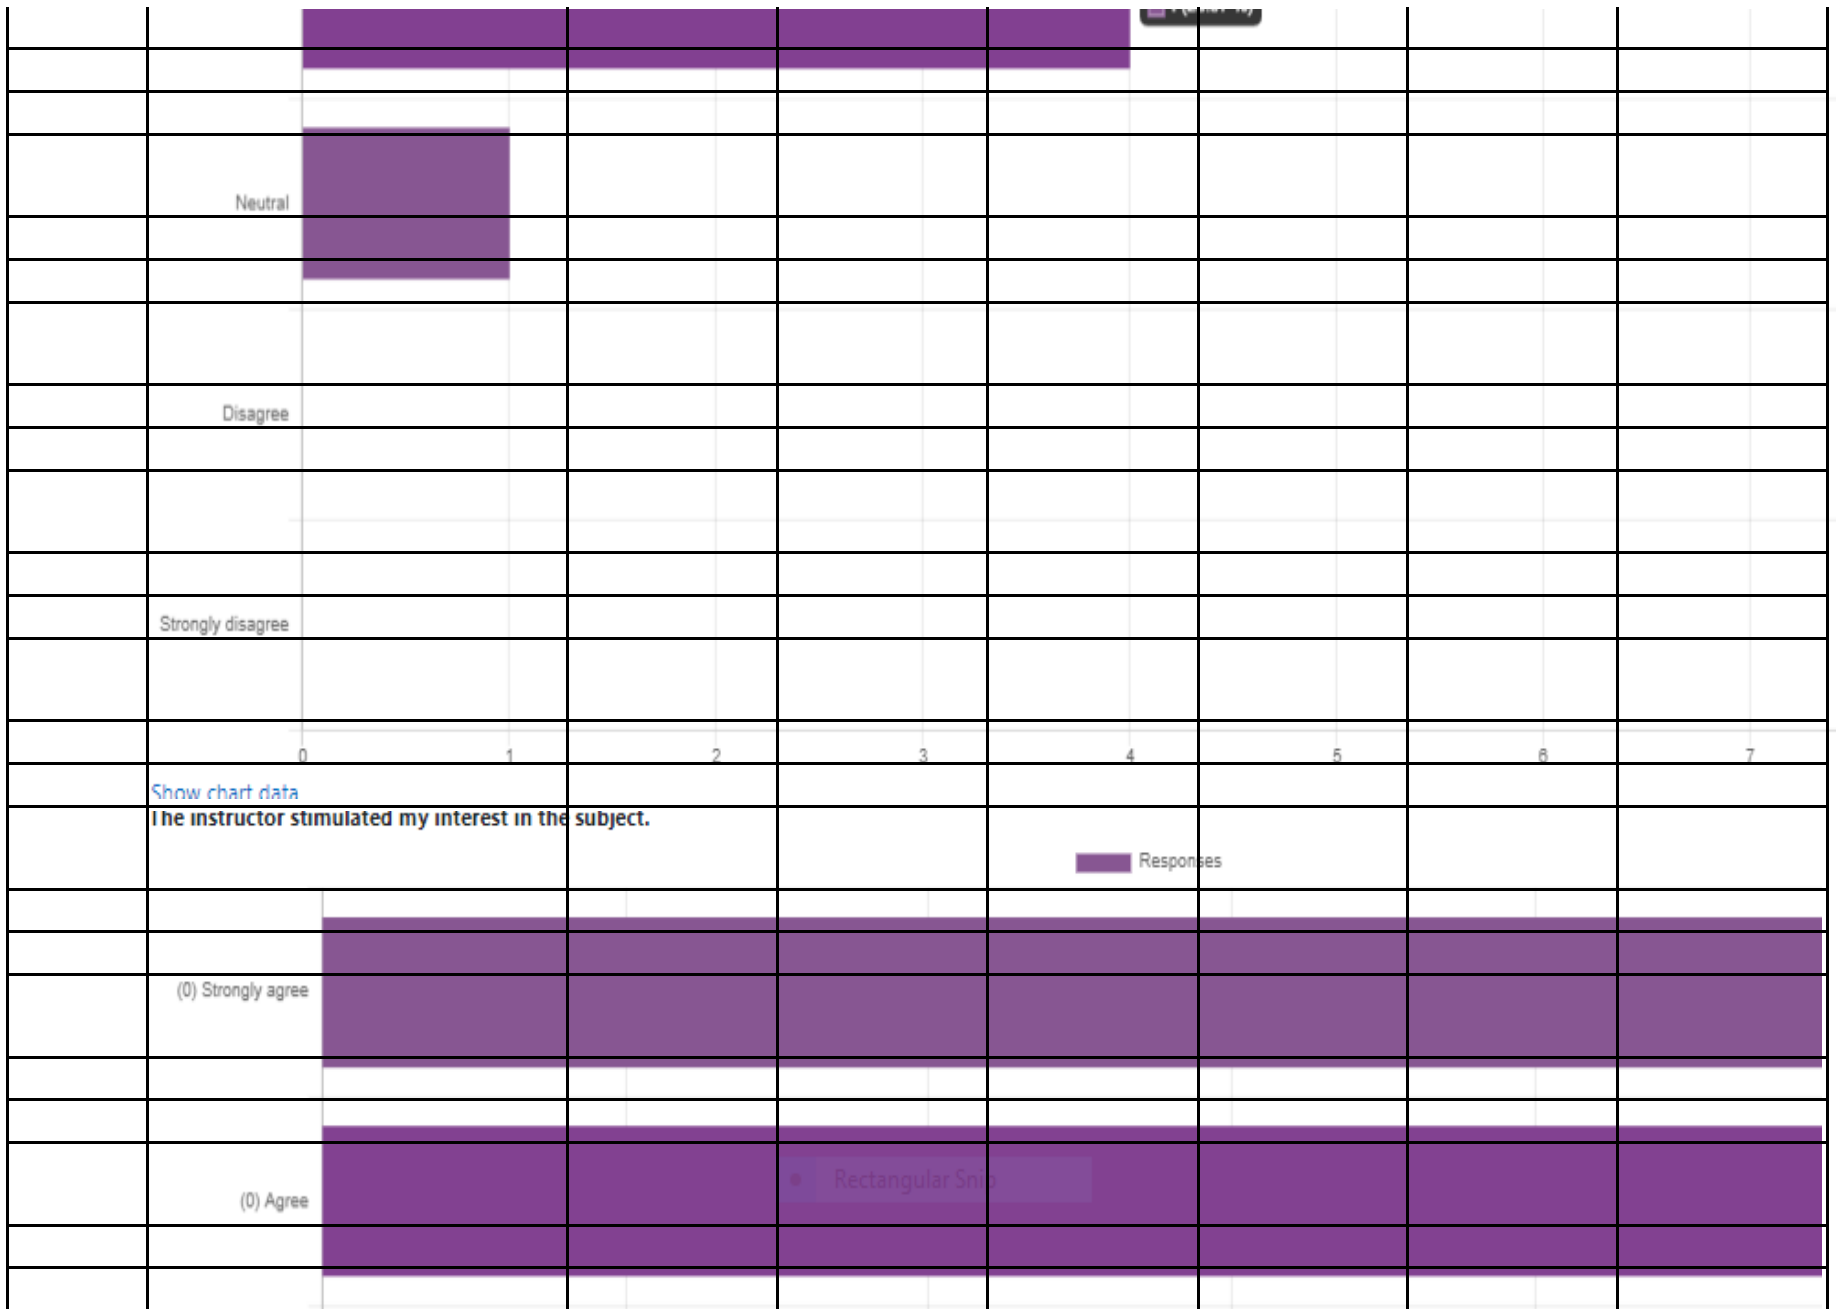 Neutral
Disagree
Strongly disagree
0 1 2 3 4 5 6 7
Show chart data
The instructor stimulated my interest in the subject.
Responses
(0) Strongly agree
(0) Agree
Rectangular Snip